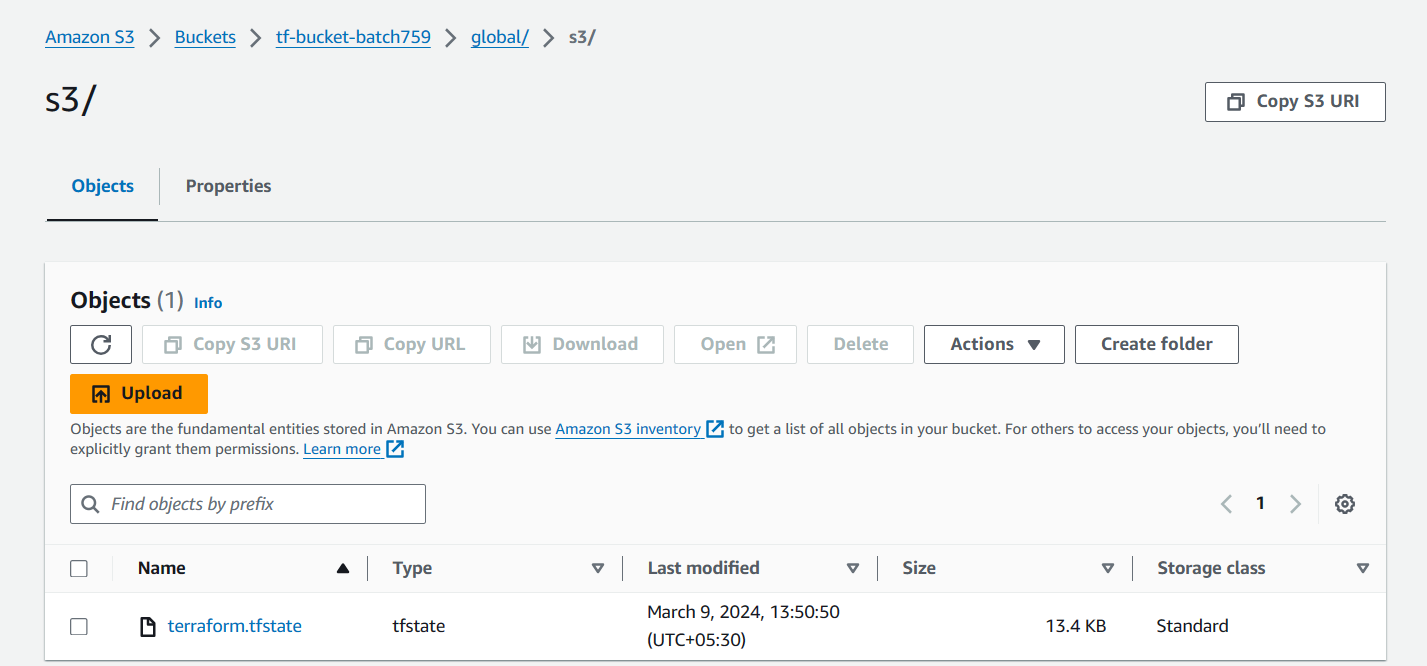 Amazon S3 > Buckets > tf-bucket-batch759 > global/ > s3/
s3/
Copy S3 URI
Objects
Properties
Objects (1) Info
Copy S3 URI
Copy URL
Download
Open
Delete
Actions
Create folder
Upload
Objects are the fundamental entities stored in Amazon S3. You can use Amazon S3 inventory to get a list of all objects in your bucket. For others to access your objects, you’ll need to
explicitly grant them permissions. Learn more
Find objects by prefix
1
Name Type Last modified Size Storage class
terraform.tfstate tfstate March 9, 2024, 13:50:50 13.4 KB Standard
(UTC+05:30)